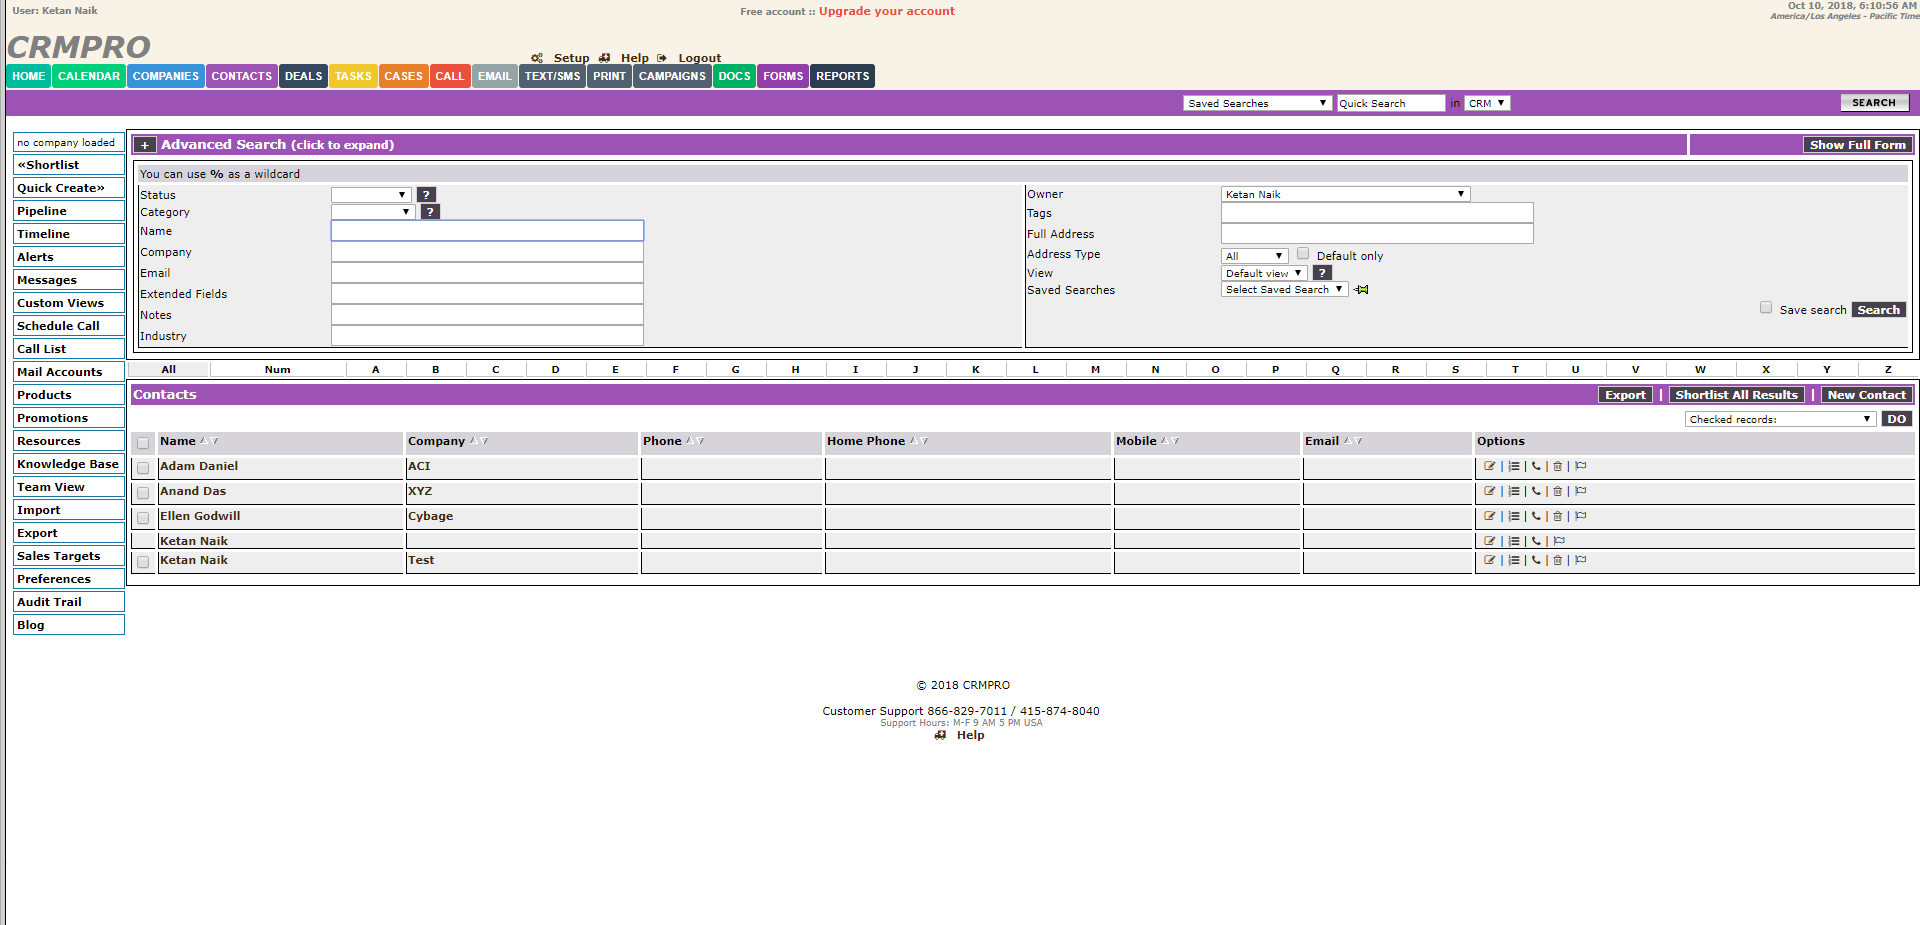 User: Ketan Naik
Free account :: Upgrade your account
Oct 10, 2018, 6:10:56 AM
America/Los Angeles - Pacific Time
CRMPRO
Setup Help Logout
HOME CALENDAR COMPANIES CONTACTS DEALS TASKS CASES CALL EMAIL TEXT/SMS PRINT CAMPAIGNS DOCS FORMS REPORTS
Saved Searches Quick Search in CRM SEARCH
no company loaded
«Shortlist
Quick Create»
Pipeline
Timeline
Alerts
Messages
Custom Views
Schedule Call
Call List
Mail Accounts
Products
Promotions
Resources
Knowledge Base
Team View
Import
Export
Sales Targets
Preferences
Audit Trail
Blog
+ Advanced Search (click to expand) Show Full Form
You can use % as a wildcard
Status ?
Category ?
Name
Company
Email
Extended Fields
Notes
Industry
Owner Ketan Naik
Tags
Full Address
Address Type All Default only
View Default view ?
Saved Searches Select Saved Search
Save search Search
All Num A B C D E F G H I J K L M N O P Q R S T U V W X Y Z
Contacts Export | Shortlist All Results | New Contact
Checked records: DO
Name Company Phone Home Phone Mobile Email Options
Adam Daniel ACI | | | |
Anand Das XYZ | | | |
Ellen Godwill Cybage | | | |
Ketan Naik | | |
Ketan Naik Test | | | |
© 2018 CRMPRO
Customer Support 866-829-7011 / 415-874-8040
Support Hours: M-F 9 AM 5 PM USA
Help